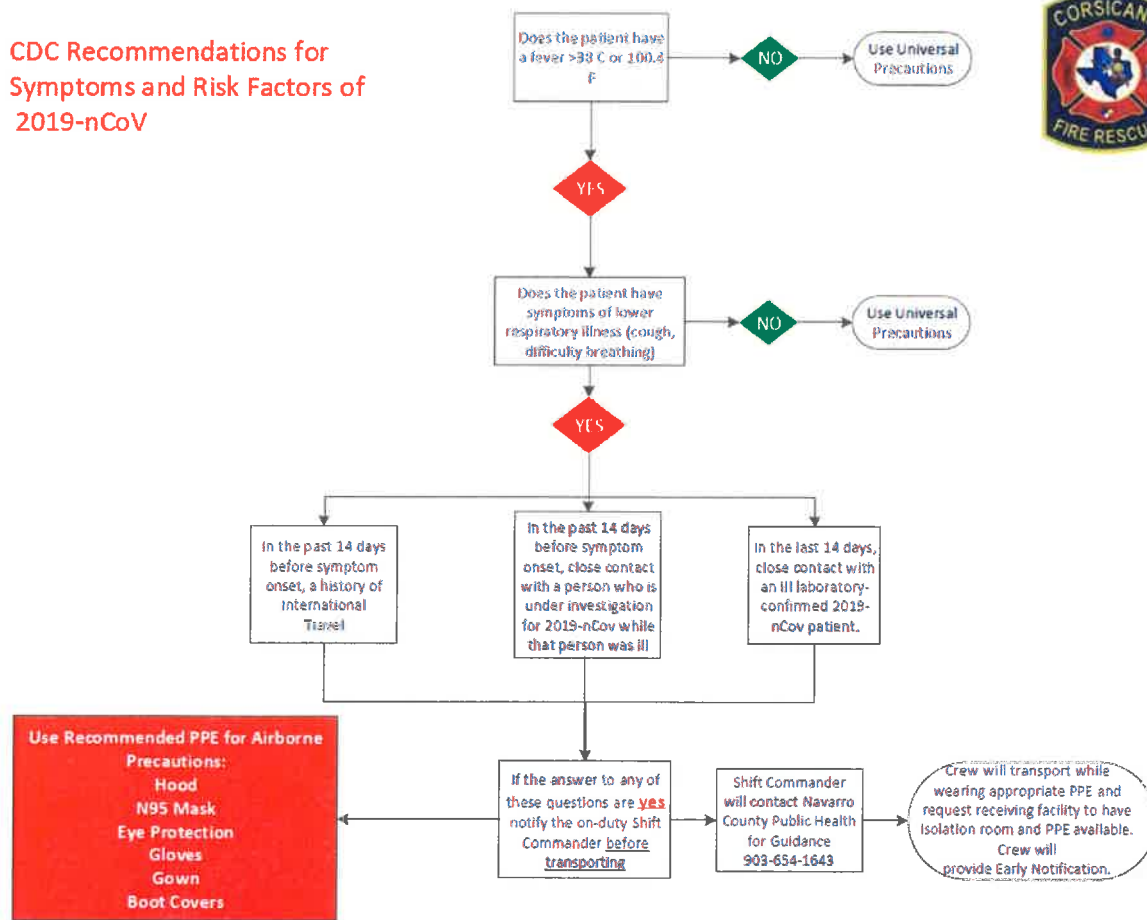 CDC Recommendations for
Symptoms and Risk Factors of
2019-nCoV
CORSICAN
FIRE RESCU
Does the patient have
a fever >38 C or 100.4
F
NO
Use Universal
Precautions
YES
Does the patient have
symptoms of lower
respiratory illness (cough,
difficulty breathing)
NO
Use Universal
Precautions
YES
In the past 14 days
before symptom
onset, a history of
International
Travel
In the past 14 days
before symptom
onset, close contact
with a person who is
under investigation
for 2019-nCov while
that person was ill
In the last 14 days,
close contact with
an ill laboratory-
confirmed 2019-
nCov patient.
Use Recommended PPE for Airborne
Precautions:
Hood
N95 Mask
Eye Protection
Gloves
Gown
Boot Covers
If the answer to any of
these questions are yes
notify the on-duty Shift
Commander before
transporting
Shift Commander
will contact Navarro
County Public Health
for Guidance
903-654-1643
Crew will transport while
wearing appropriate PPE and
request receiving facility to have
isolation room and PPE available.
Crew will
provide Early Notification.